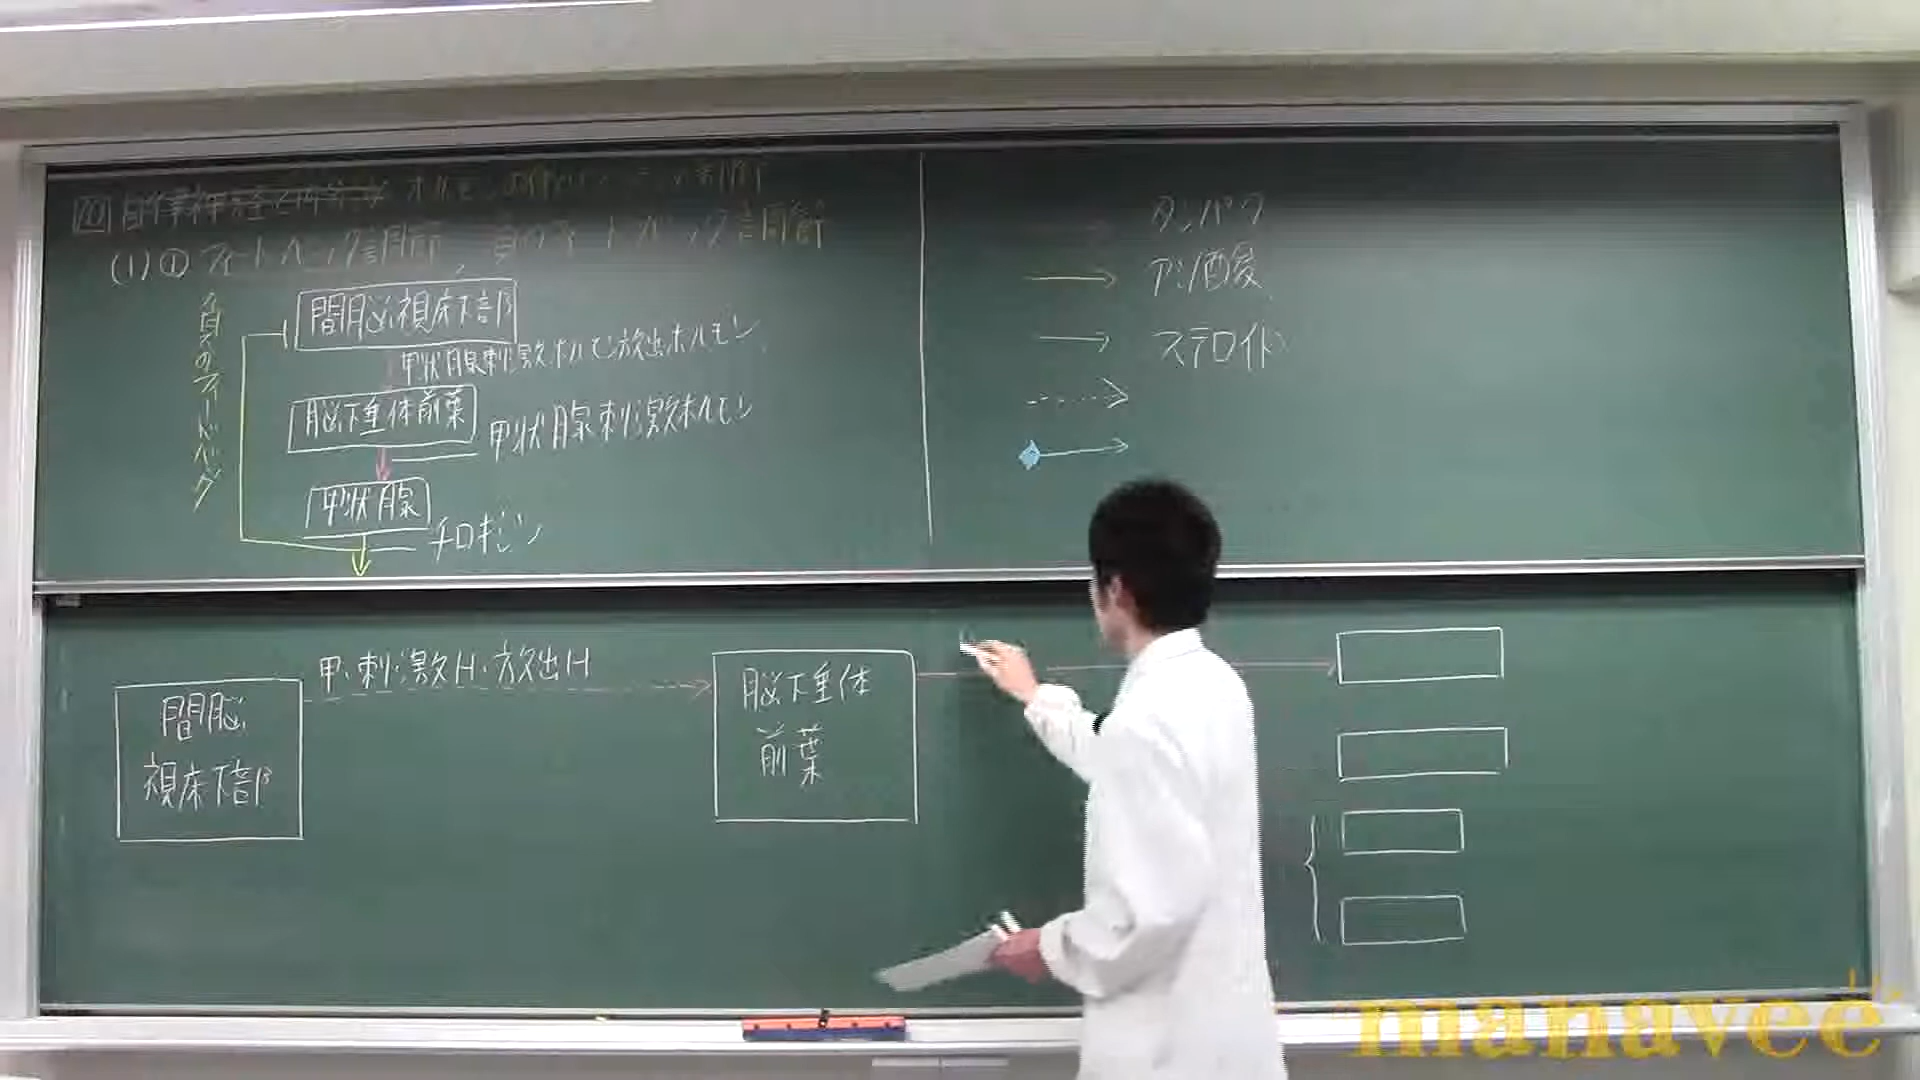 (1) ① フィードバック調節, 負のフィードバック調節
負のフィードバック
間脳視床下部
甲状腺刺激ホルモン放出ホルモン
脳下垂体前葉
甲状腺刺激ホルモン
甲状腺
チロキシン
タンパク
アミノ酸
ステロイド
間脳
視床下部
甲・刺激H・放出H
脳下垂体
前葉
manavee